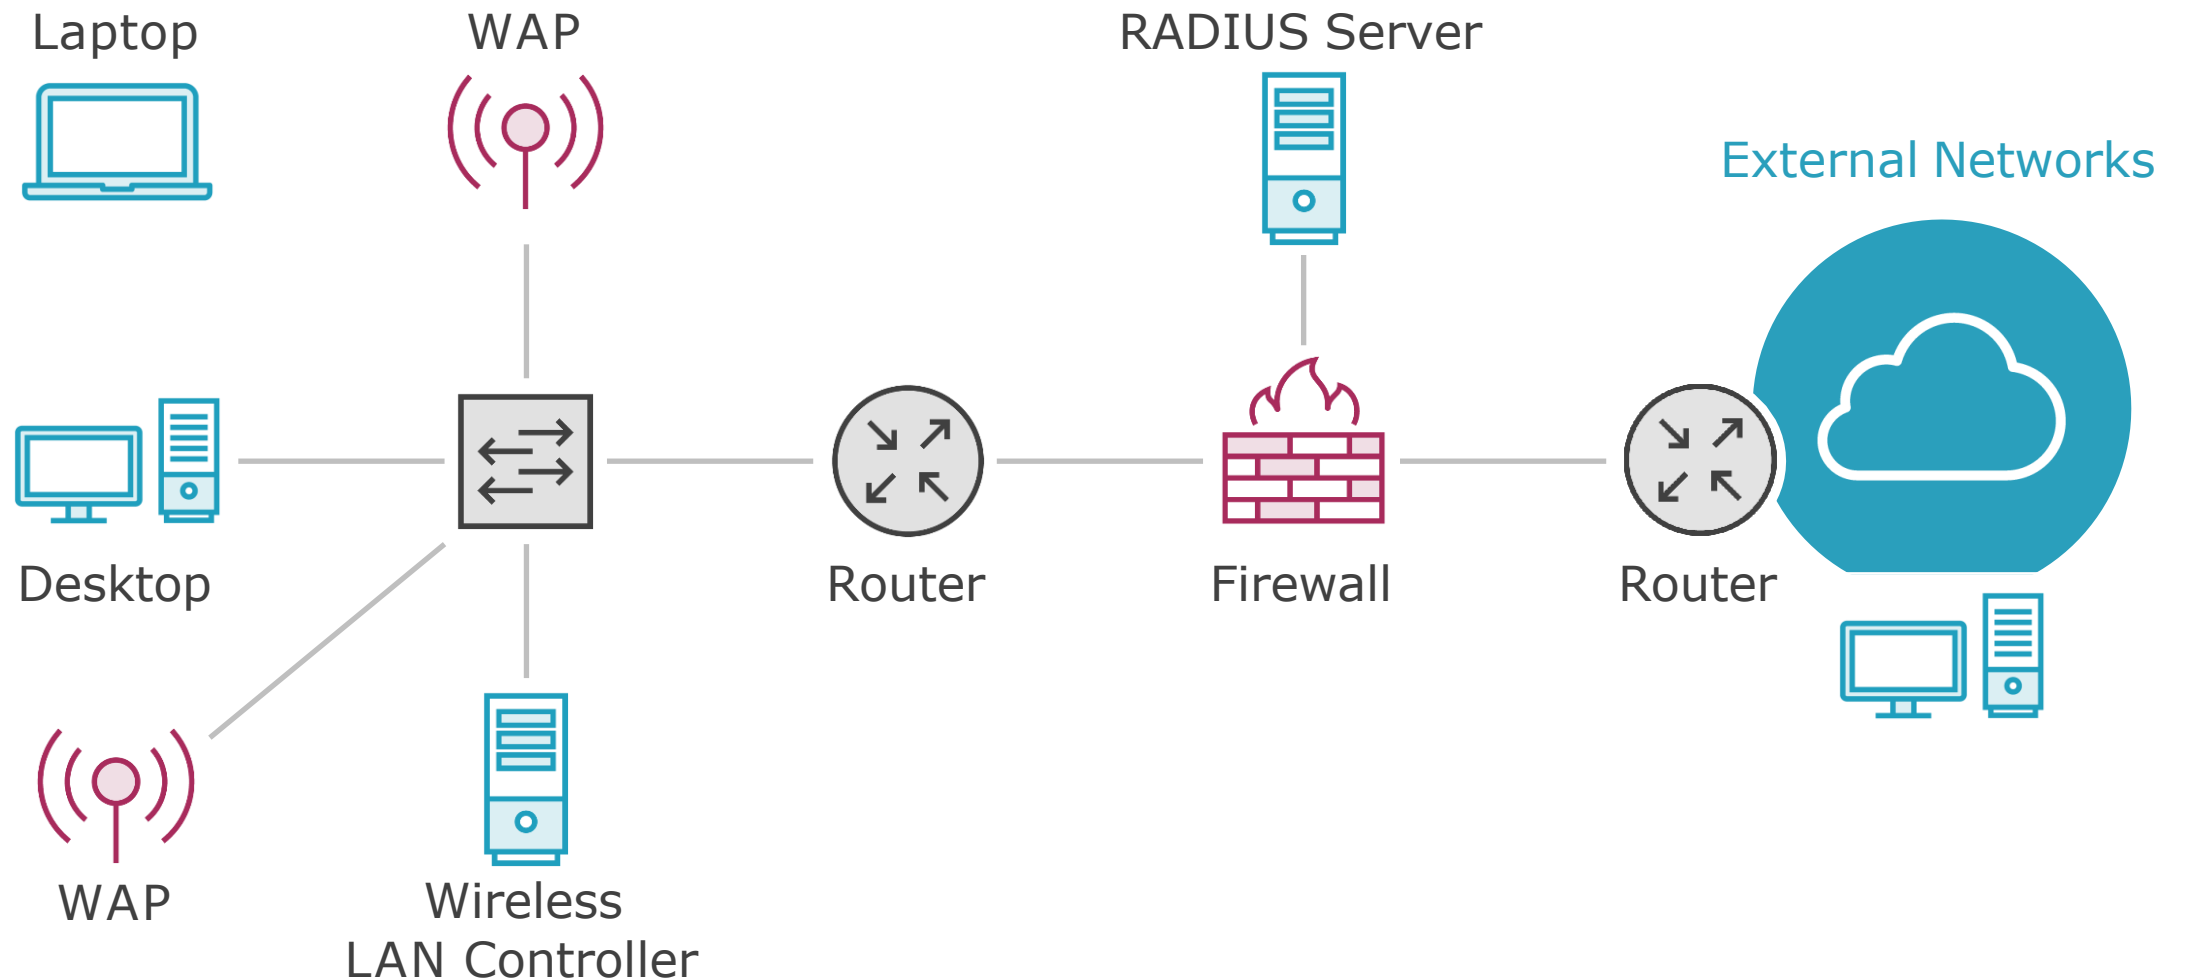 Laptop
WAP
RADIUS Server
External Networks
Desktop
Router
Firewall
Router
WAP
Wireless
LAN Controller